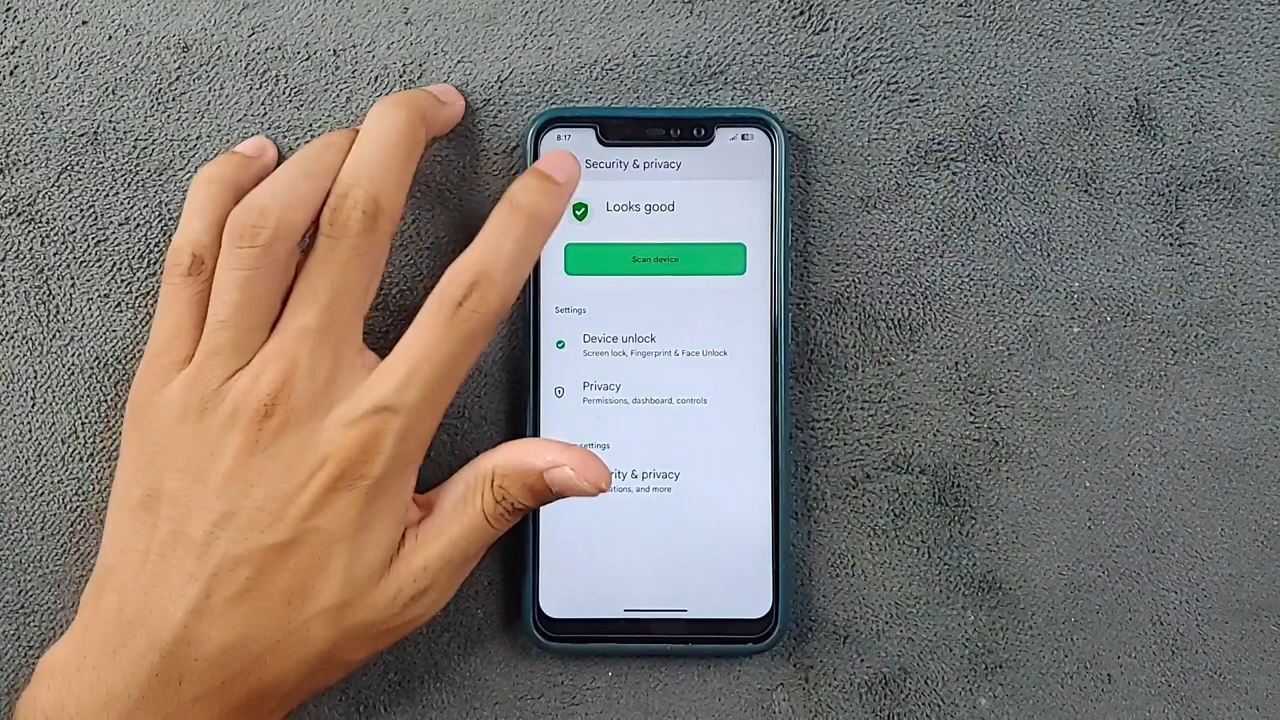 8:17
Security & privacy
Looks good
Scan device
Settings
Device unlock
Screen lock, Fingerprint & Face Unlock
Privacy
Permissions, dashboard, controls
settings
rity & privacy
ations, and more